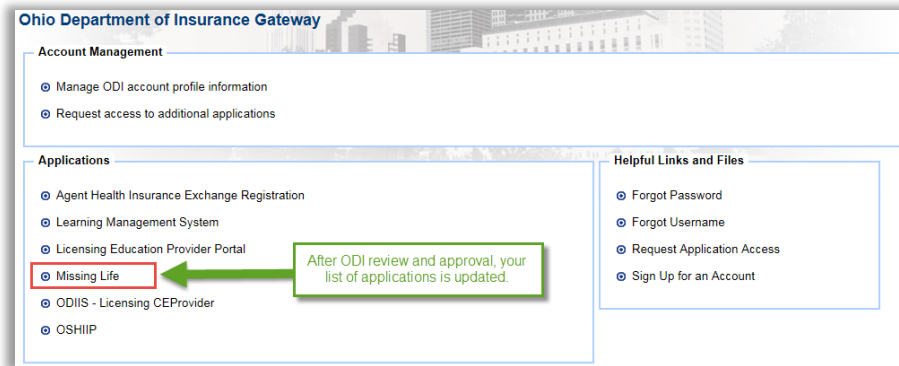 Ohio Department of Insurance Gateway
Account Management
Manage ODI account profile information
Request access to additional applications
Applications
Agent Health Insurance Exchange Registration
Learning Management System
Licensing Education Provider Portal
Missing Life
ODIIS - Licensing CEProvider
OSHIIP
After ODI review and approval, your
list of applications is updated.
Helpful Links and Files
Forgot Password
Forgot Username
Request Application Access
Sign Up for an Account